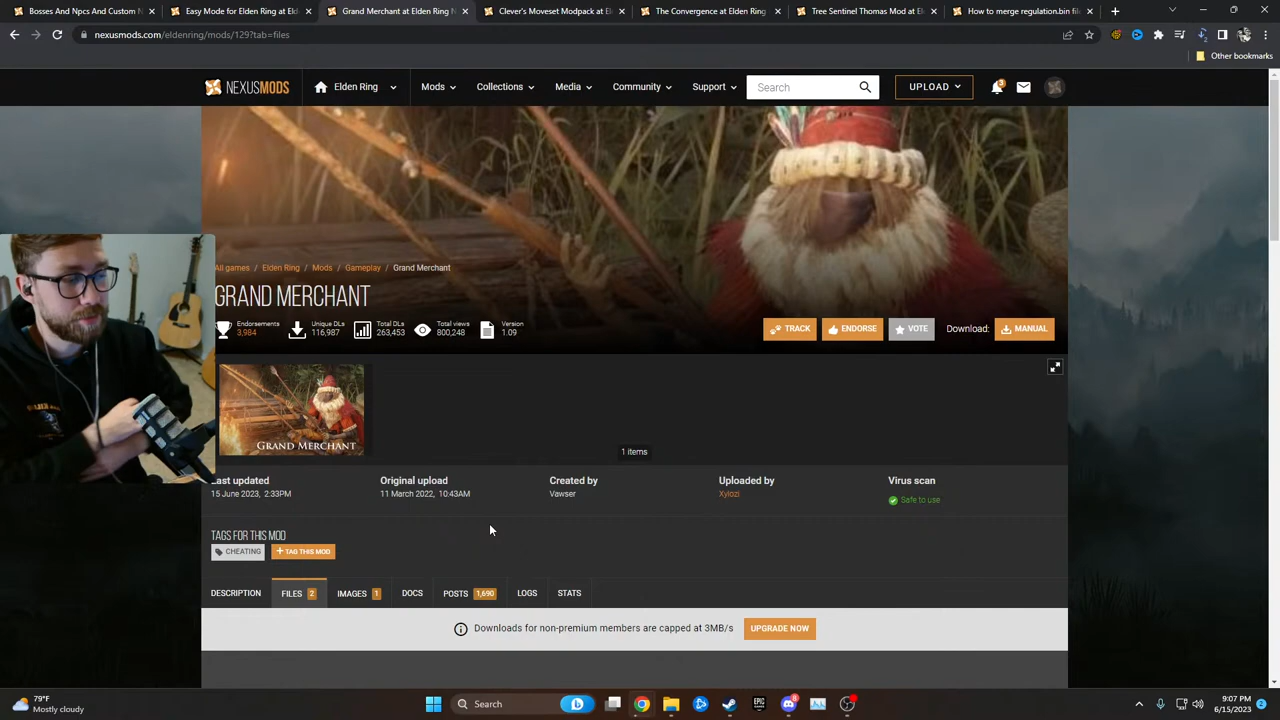 Bosses And Npcs And Custom N
Easy Mode for Elden Ring at Eld
Grand Merchant at Elden Ring N
Clever's Moveset Modpack at E
The Convergence at Elden Ring
Tree Sentinel Thomas Mod at E
How to merge regulation.bin fil
nexusmods.com/eldenring/mods/129?tab=files
Other bookmarks
NEXUSMODS
Elden Ring
Mods
Collections
Media
Community
Support
Search
UPLOAD
3
All games / Elden Ring / Mods / Gameplay / Grand Merchant
GRAND MERCHANT
Endorsements
3,984
Unique DLs
116,987
Total DLs
263,453
Total views
800,248
Version
1.09
TRACK
ENDORSE
VOTE
Download:
MANUAL
GRAND MERCHANT
1 items
Last updated
15 June 2023, 2:33PM
Original upload
11 March 2022, 10:43AM
Created by
Vawser
Uploaded by
Xylozi
Virus scan
Safe to use
TAGS FOR THIS MOD
CHEATING
+ TAG THIS MOD
DESCRIPTION
FILES 2
IMAGES 1
DOCS
POSTS 1,690
LOGS
STATS
Downloads for non-premium members are capped at 3MB/s
UPGRADE NOW
79°F
Mostly cloudy
Search
9:07 PM
6/15/2023